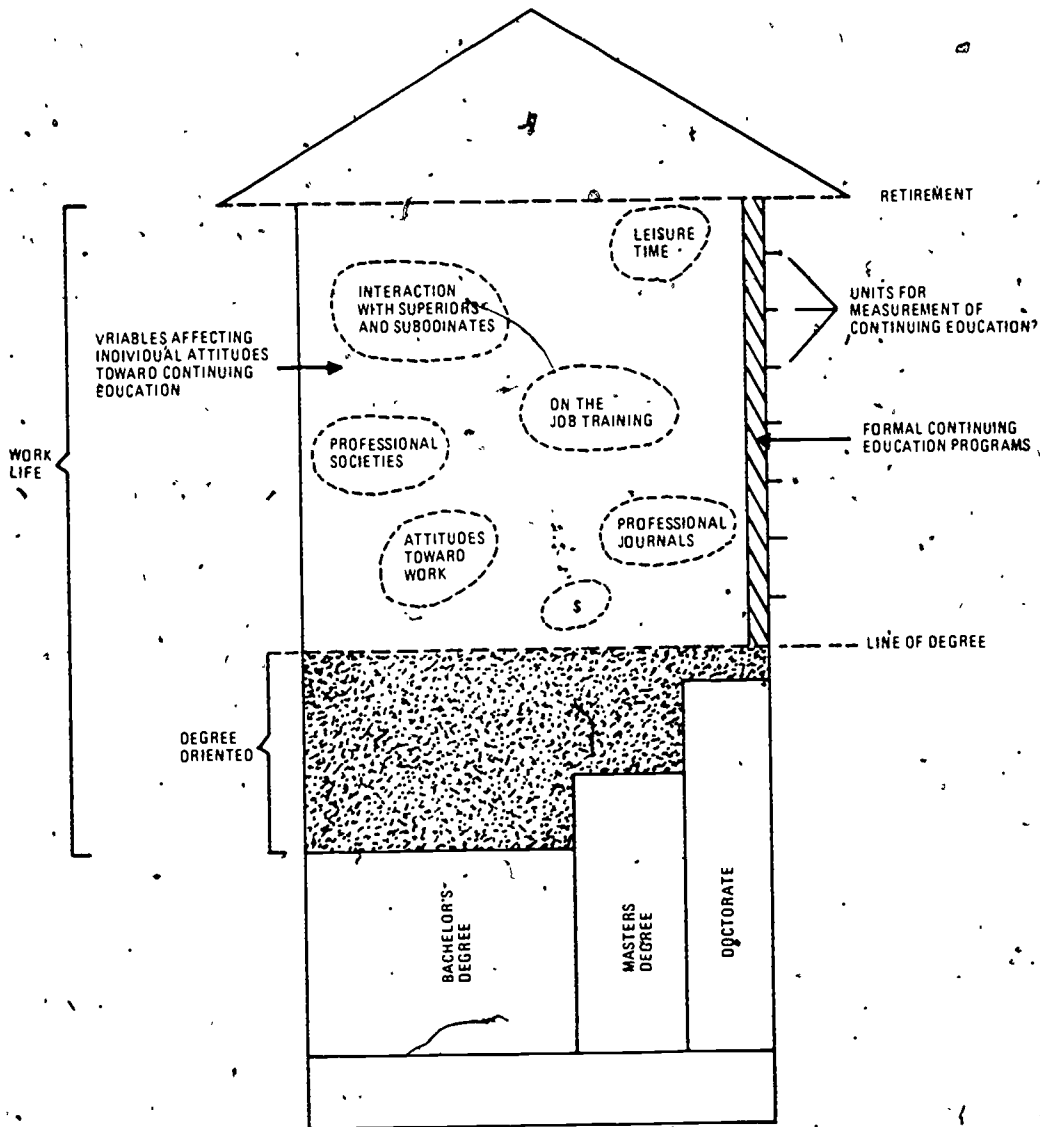 RETIREMENT
LEISURE
TIME
INTERACTION
WITH SUPERIORS
AND SUBODINATES
UNITS FOR
MEASUREMENT OF
CONTINUING EDUCATION?
VRIABLES AFFECTING
INDIVIDUAL ATTITUDES
TOWARD CONTINUING
EDUCATION
ON THE
JOB TRAINING
PROFESSIONAL
SOCIETIES
FORMAL CONTINUING
EDUCATION PROGRAMS
WORK
LIFE
ATTITUDES
TOWARD
WORK
PROFESSIONAL
JOURNALS
$
LINE OF DEGREE
DEGREE
ORIENTED
BACHELOR'S
DEGREE
MASTERS
DEGREE
DOCTORATE